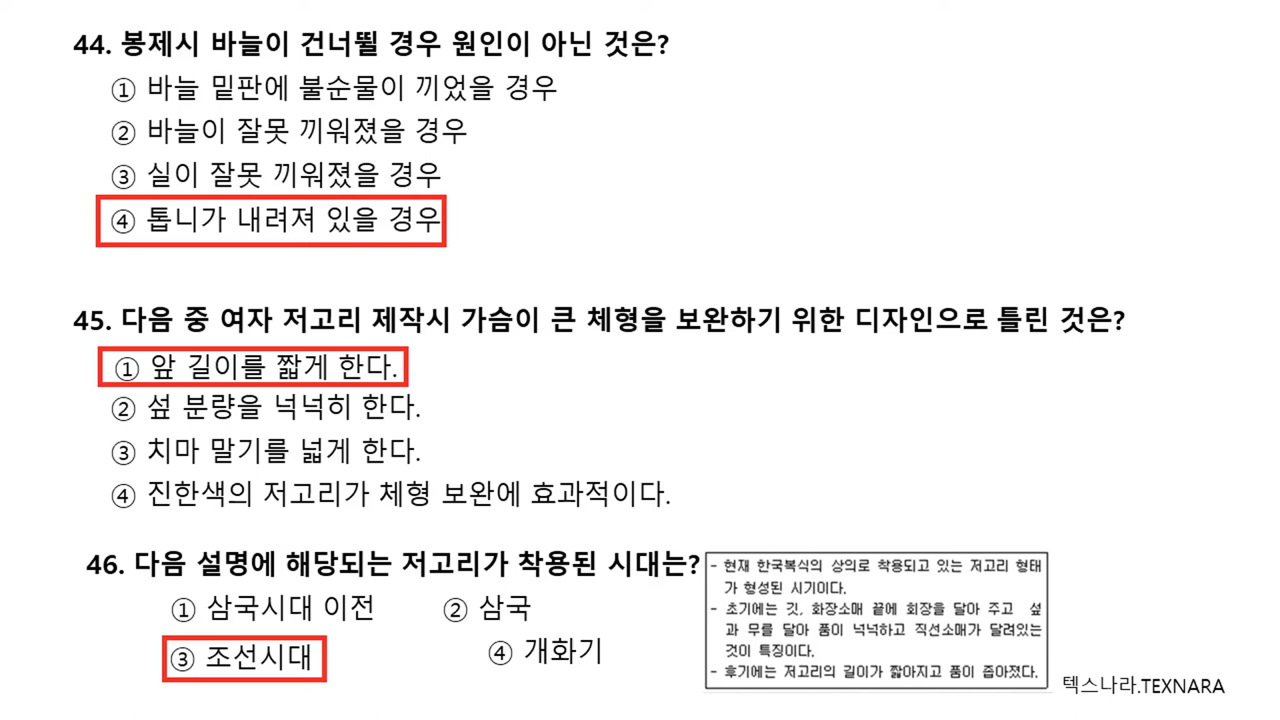 44. 봉제시 바늘이 건너뛸 경우 원인이 아닌 것은?
① 바늘 밑판에 불순물이 끼었을 경우
② 바늘이 잘못 끼워졌을 경우
③ 실이 잘못 끼워졌을 경우
④ 톱니가 내려져 있을 경우
45. 다음 중 여자 저고리 제작시 가슴이 큰 체형을 보완하기 위한 디자인으로 틀린 것은?
① 앞 길이를 짧게 한다.
② 섶 분량을 넉넉히 한다.
③ 치마 말기를 넓게 한다.
④ 진한색의 저고리가 체형 보완에 효과적이다.
46. 다음 설명에 해당되는 저고리가 착용된 시대는?
① 삼국시대 이전 ② 삼국
③ 조선시대 ④ 개화기
- 현재 한국복식의 상의로 착용되고 있는 저고리 형태
가 형성된 시기이다.
- 초기에는 깃, 화장소매 끝에 회장을 달아 주고 섶
과 무를 달아 품이 넉넉하고 직선소매가 달려있는
것이 특징이다.
- 후기에는 저고리의 길이가 짧아지고 품이 좁아졌다.
텍스나라.TEXNARA